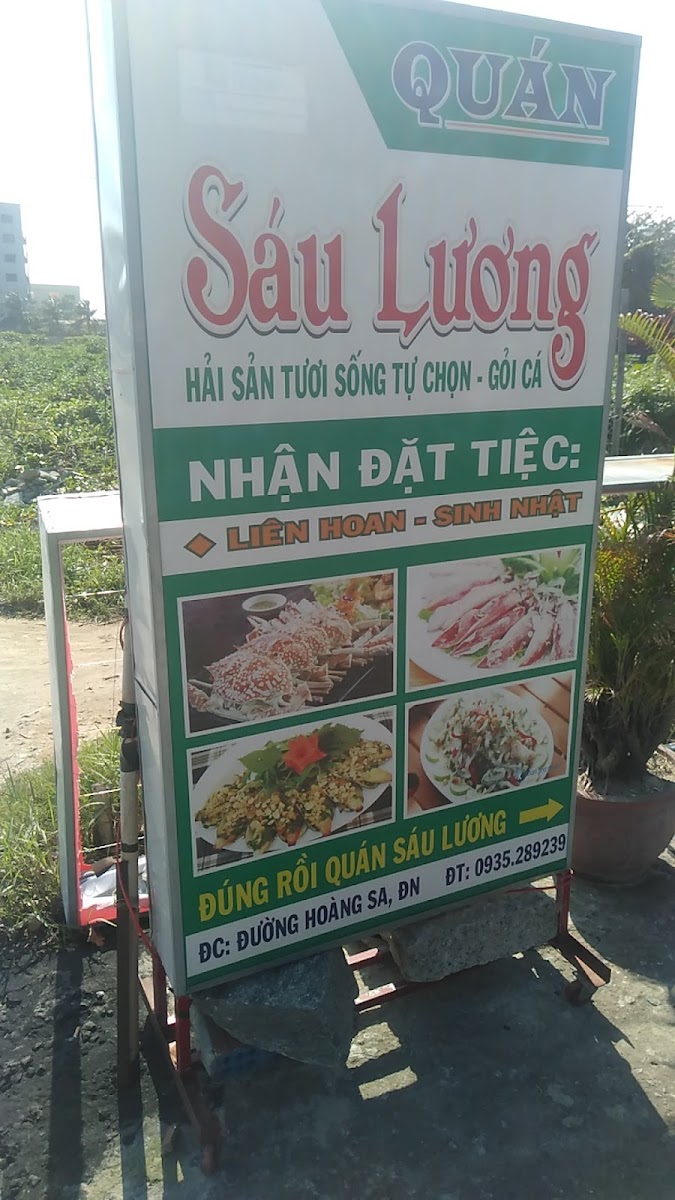 QUÁN
Sáu Lương
HẢI SẢN TƯƠI SỐNG TỰ CHỌN - GỎI CÁ
NHẬN ĐẶT TIỆC:
LIÊN HOAN - SINH NHẬT
ĐÚNG RỒI QUÁN SÁU LƯƠNG
ĐC: ĐƯỜNG HOÀNG SA, ĐN ĐT: 0935.289239